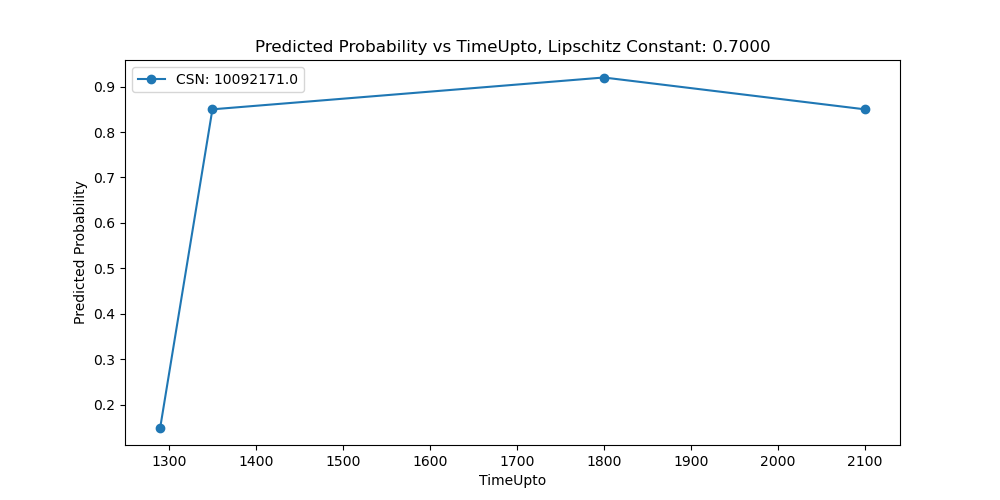 Predicted Probability vs TimeUpto, Lipschitz Constant: 0.7000
CSN: 10092171.0
0.9
0.8
0.7
0.6
0.5
0.4
0.3
0.2
Predicted Probability
1300 1400 1500 1600 1700 1800 1900 2000 2100
TimeUpto